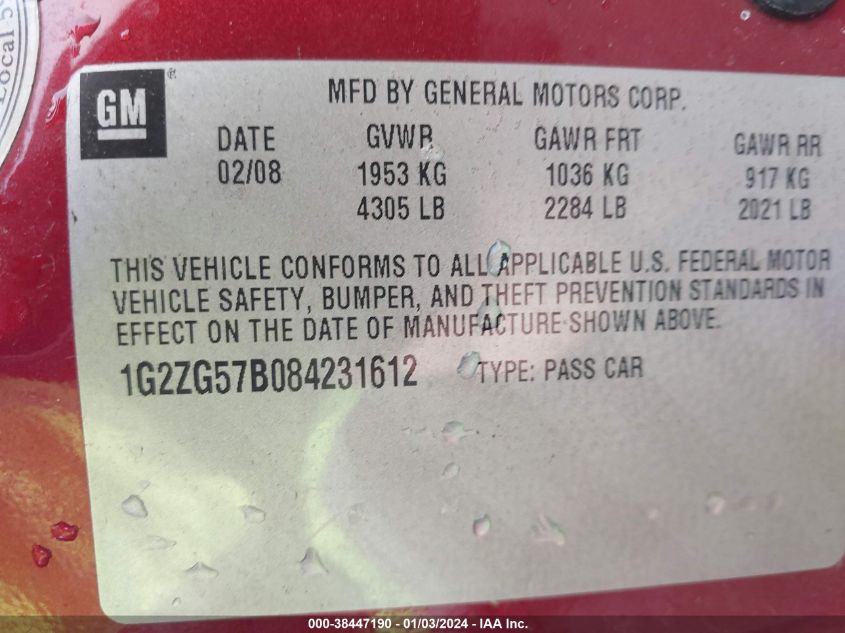 Local 5
GM
MFD BY GENERAL MOTORS CORP.
DATE GVWR GAWR FRT GAWR RR
02/08 1953 KG 1036 KG 917 KG
4305 LB 2284 LB 2021 LB
THIS VEHICLE CONFORMS TO ALL APPLICABLE U.S. FEDERAL MOTOR
VEHICLE SAFETY, BUMPER, AND THEFT PREVENTION STANDARDS IN
EFFECT ON THE DATE OF MANUFACTURE SHOWN ABOVE.
1G2ZG57B084231612 TYPE: PASS CAR
000-38447190 - 01/03/2024 - IAA Inc.